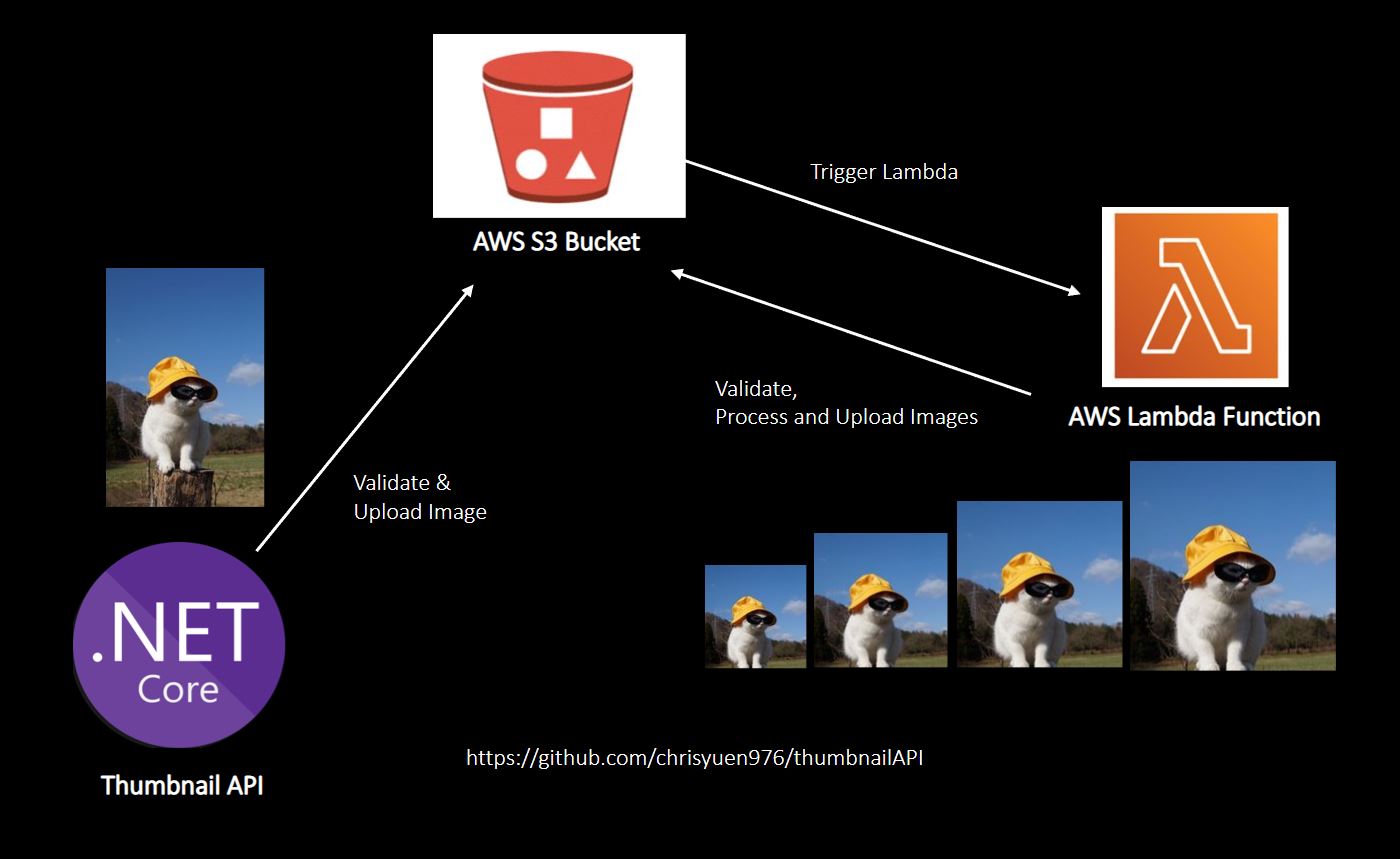 AWS S3 Bucket
Trigger Lambda
AWS Lambda Function
Validate,
Process and Upload Images
Validate &
Upload Image
.NET
Core
Thumbnail API
https://github.com/chrisyuen976/thumbnailAPI